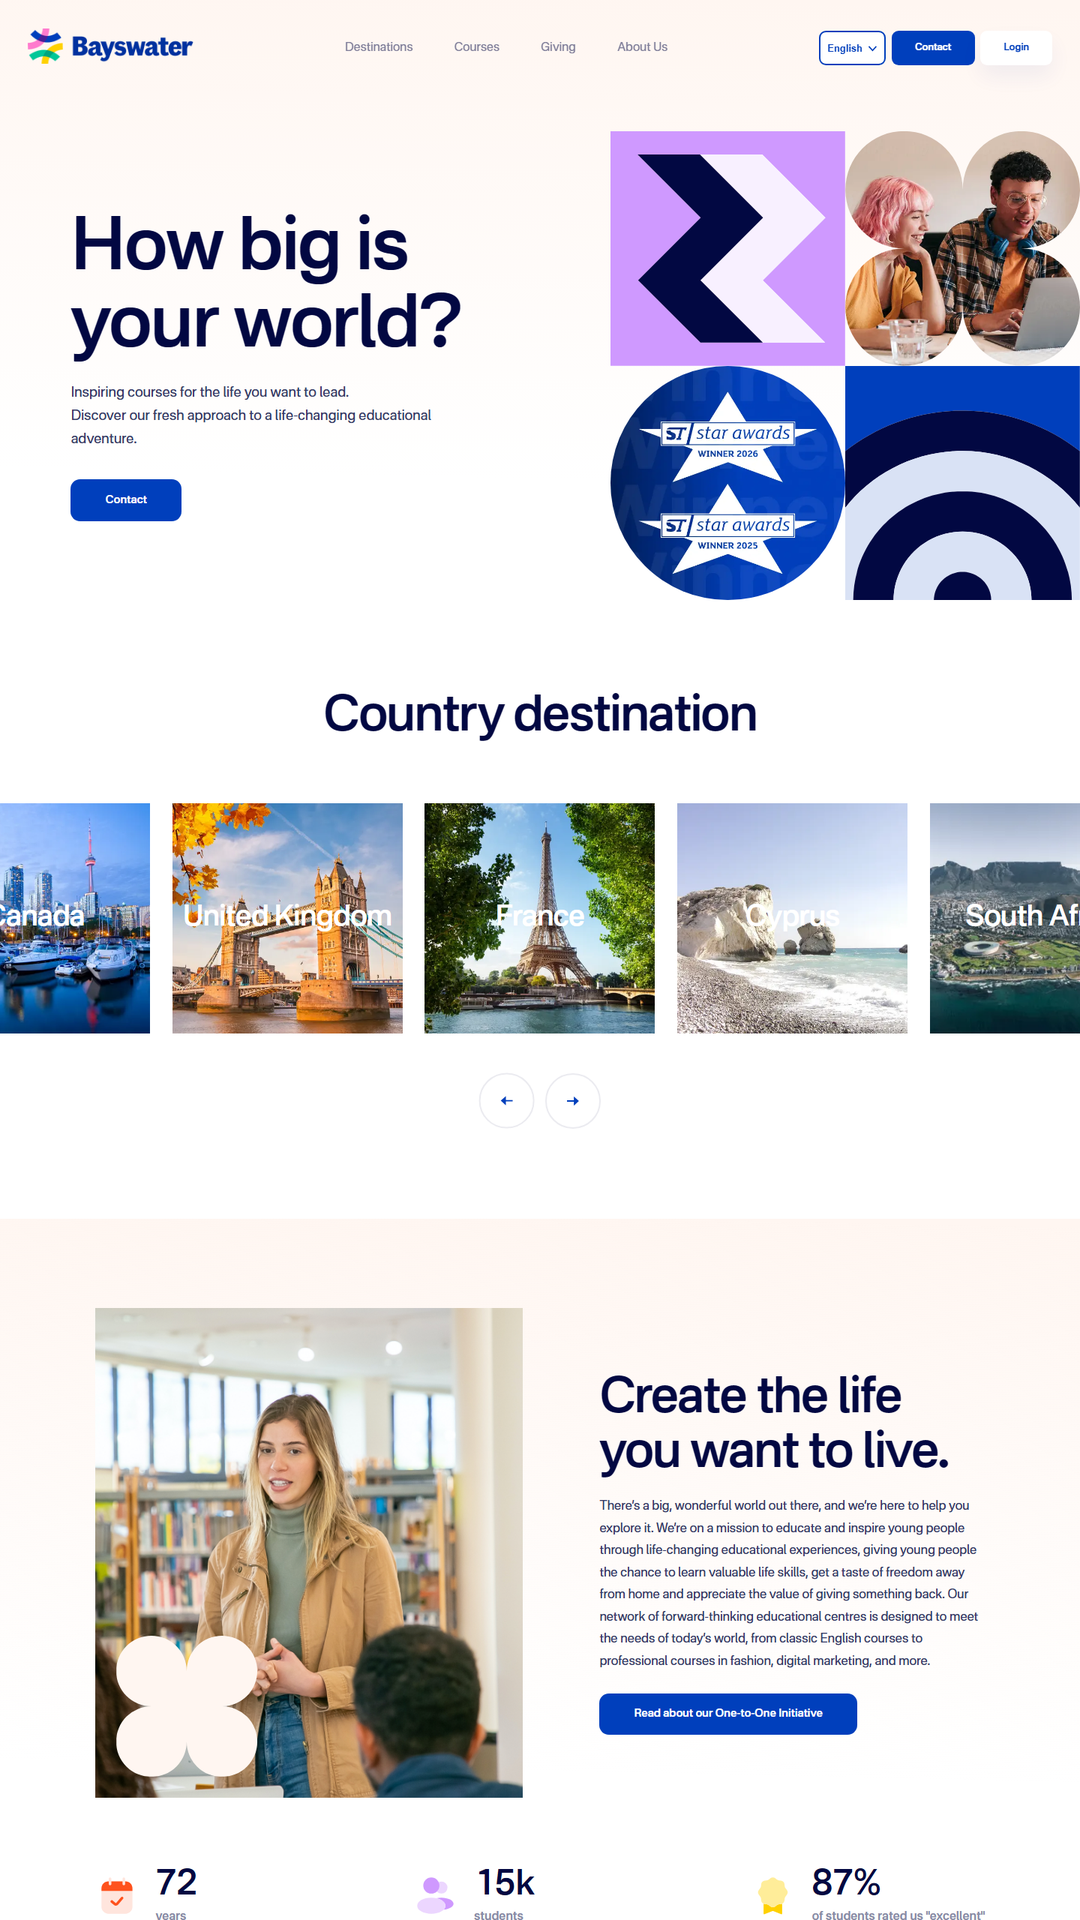 Bayswater
Destinations
Courses
Giving
About Us
English
Contact
Login
How big is
your world?
Inspiring courses for the life you want to lead.
Discover our fresh approach to a life-changing educational
adventure.
Contact
ST star awards
WINNER 2026
ST star awards
WINNER 2025
Country destination
Canada
United Kingdom
France
Cyprus
South Afr
Create the life
you want to live.
There's a big, wonderful world out there, and we're here to help you
explore it. We're on a mission to educate and inspire young people
through life-changing educational experiences, giving young people
the chance to learn valuable life skills, get a taste of freedom away
from home and appreciate the value of giving something back. Our
network of forward-thinking educational centres is designed to meet
the needs of today's world, from classic English courses to
professional courses in fashion, digital marketing, and more.
Read about our One-to-One Initiative
72
years
15k
students
87%
of students rated us "excellent"